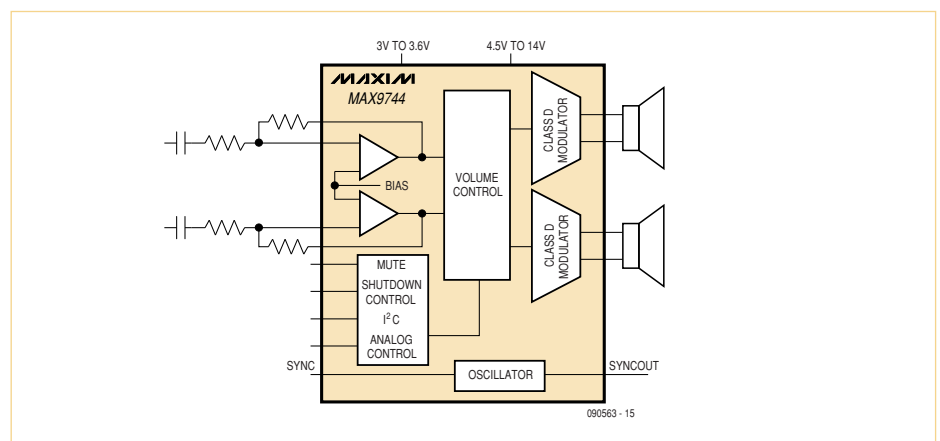 3V TO 3.6V
4.5V TO 14V
MAXIM
MAX9744
CLASS D
MODULATOR
BIAS
VOLUME
CONTROL
CLASS D
MODULATOR
MUTE
SHUTDOWN
CONTROL
I²C
ANALOG
CONTROL
SYNC
OSCILLATOR
SYNCOUT
090563 - 15